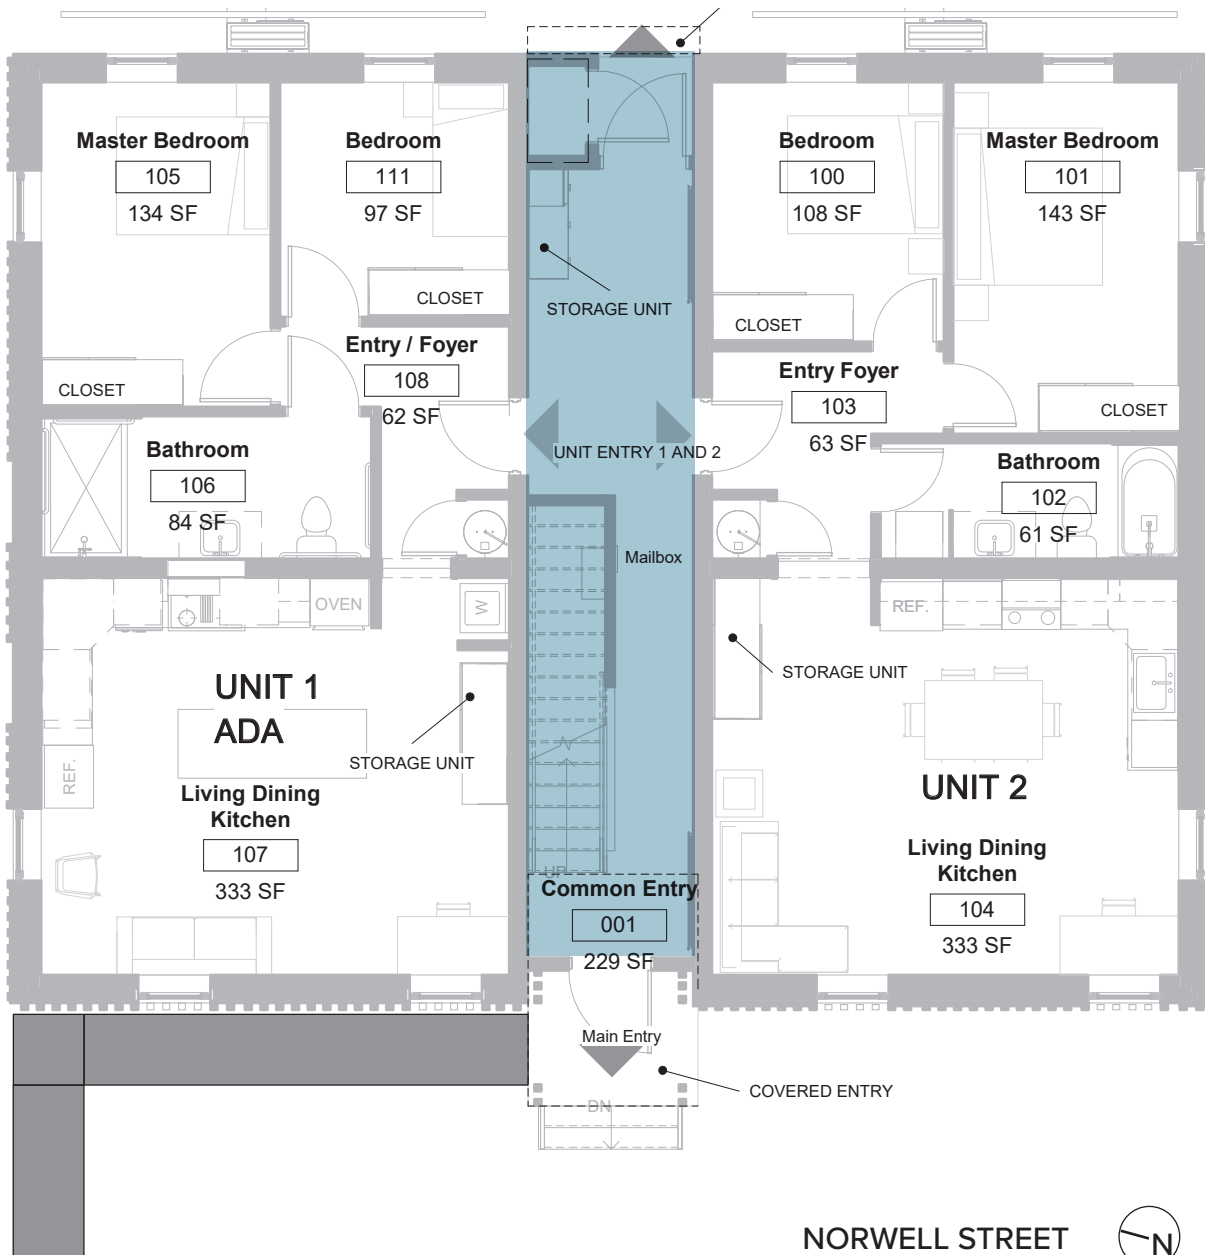 Master Bedroom
105
134 SF
Bedroom
111
97 SF
CLOSET
CLOSET
Entry / Foyer
108
62 SF
Bathroom
106
84 SF
OVEN
W
UNIT 1
ADA
REF.
STORAGE UNIT
Living Dining
Kitchen
107
333 SF
STORAGE UNIT
UNIT ENTRY 1 AND 2
Mailbox
UP
Common Entry
001
229 SF
Main Entry
COVERED ENTRY
DN
Bedroom
100
108 SF
Master Bedroom
101
143 SF
CLOSET
CLOSET
Entry Foyer
103
63 SF
Bathroom
102
61 SF
REF.
STORAGE UNIT
UNIT 2
Living Dining
Kitchen
104
333 SF
NORWELL STREET
N